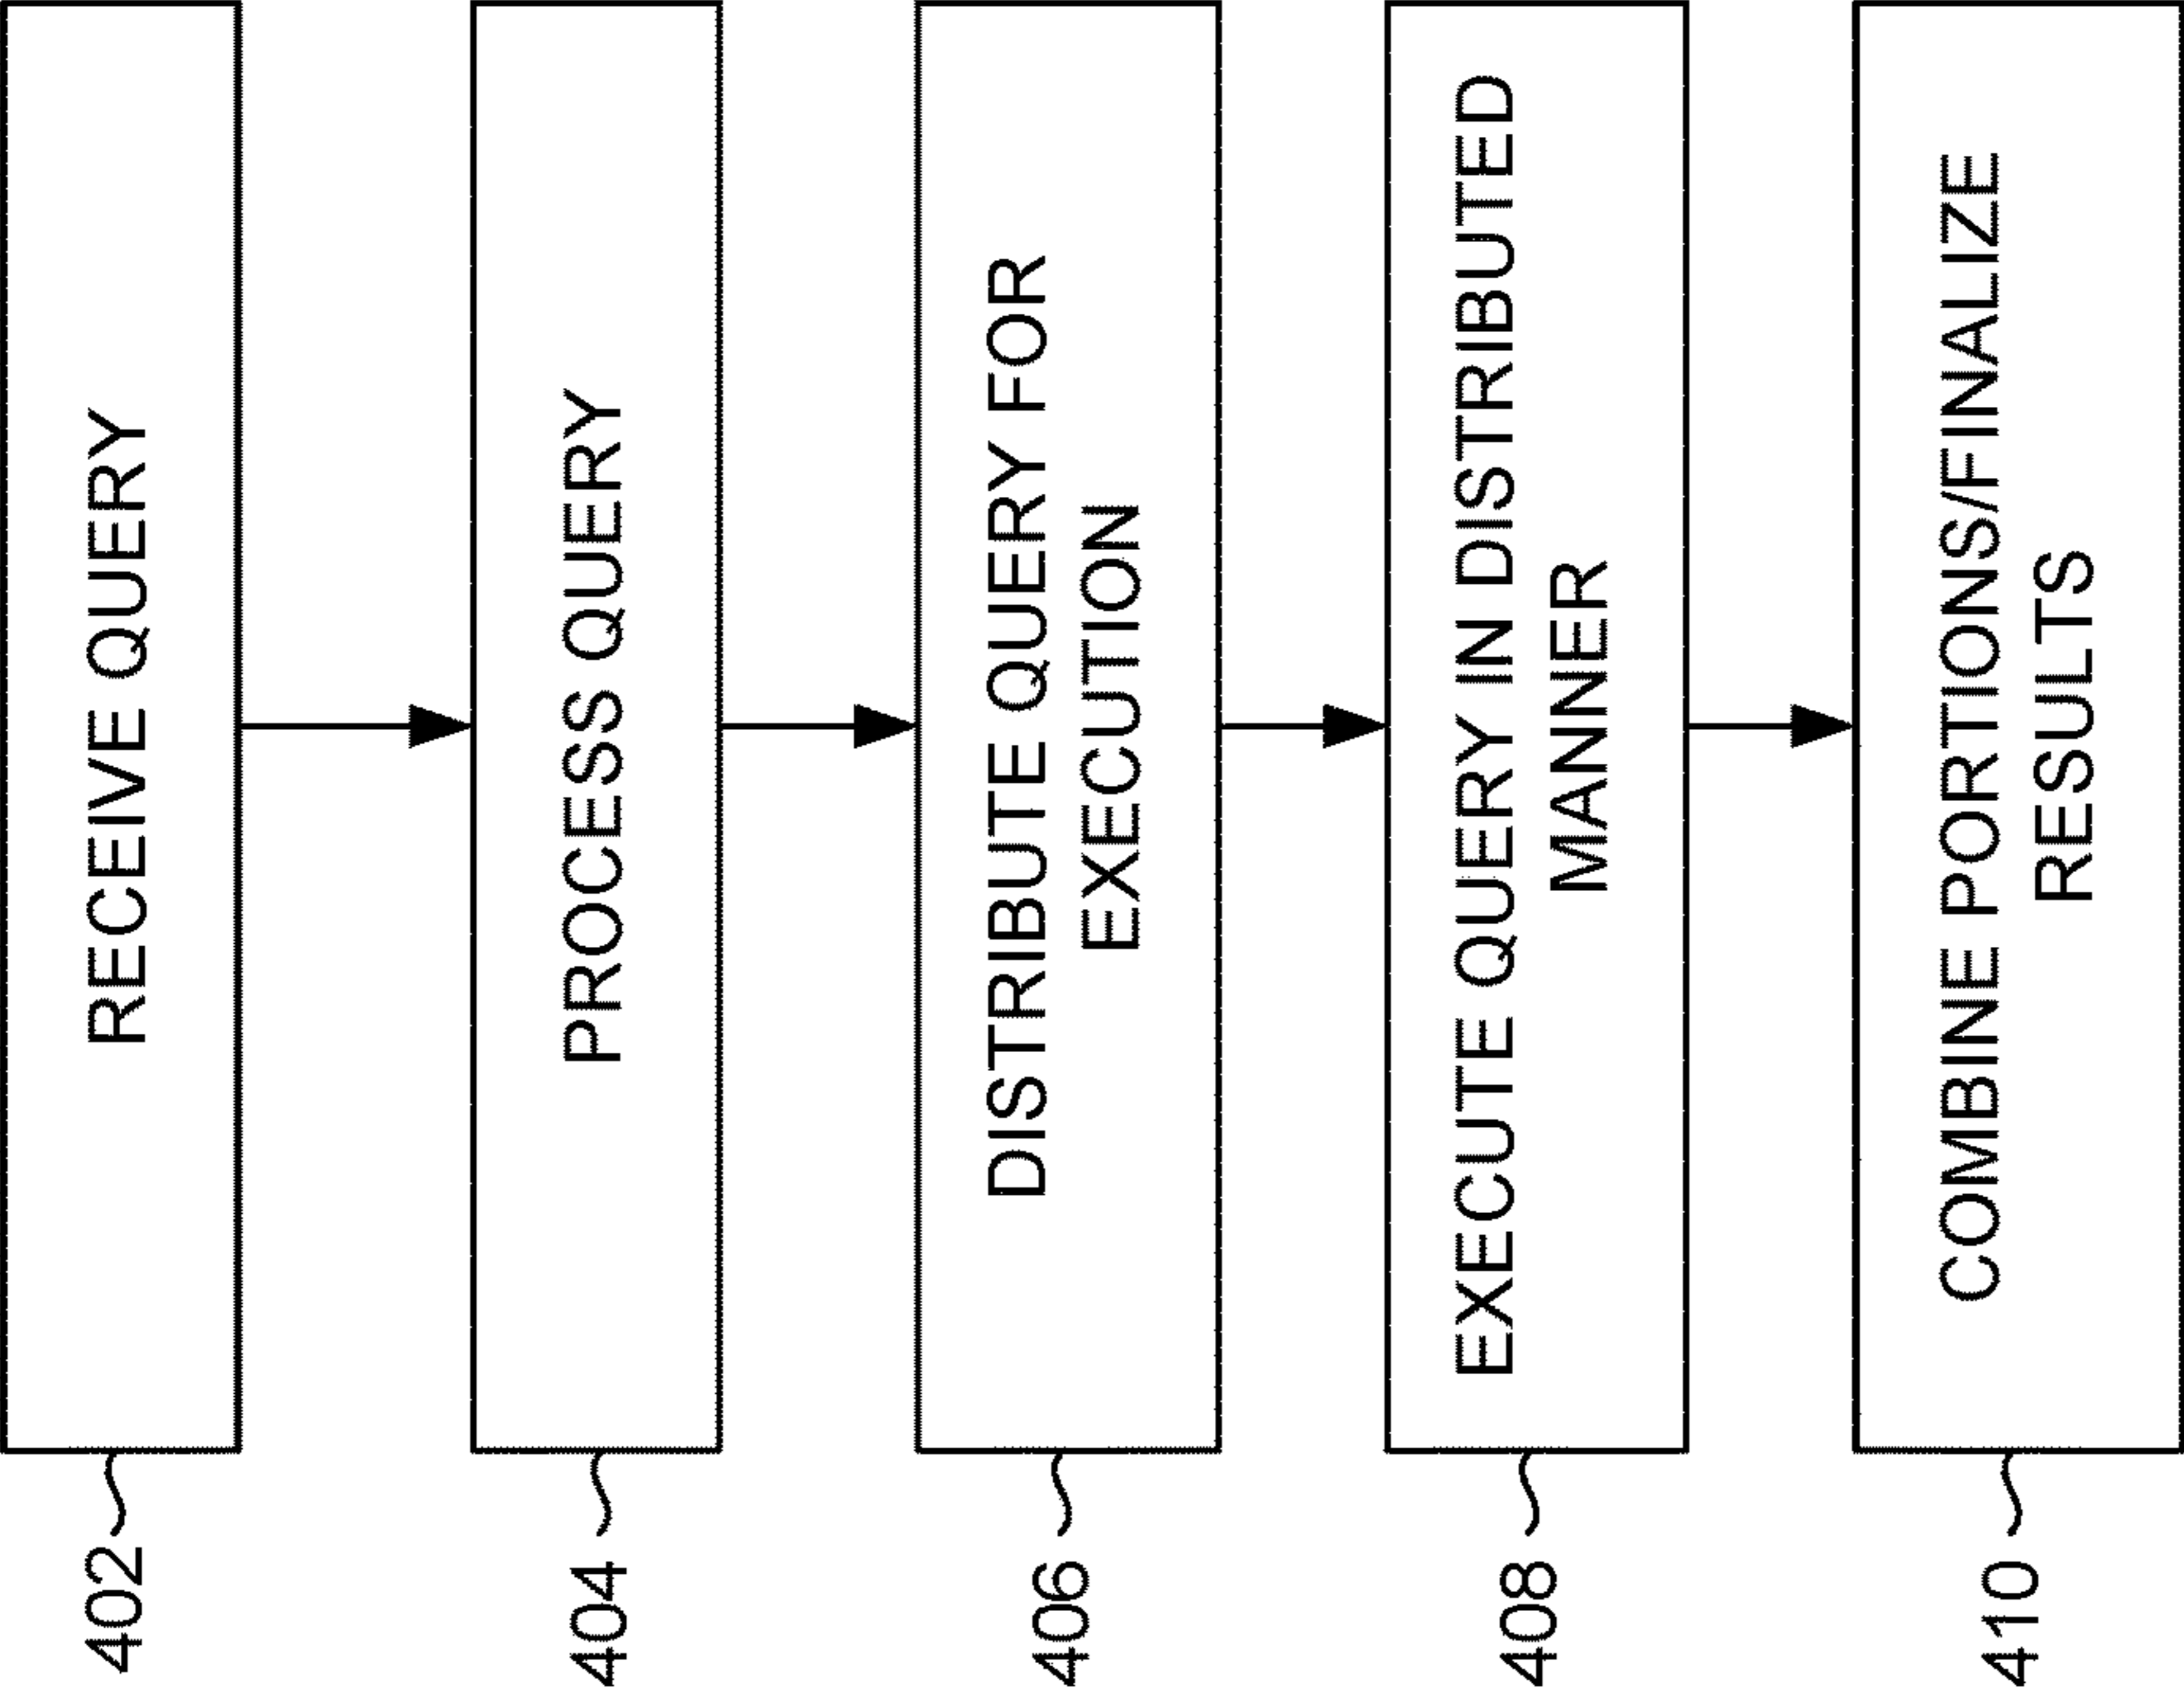 402
RECEIVE QUERY
404
PROCESS QUERY
406
DISTRIBUTE QUERY FOR
EXECUTION
408
EXECUTE QUERY IN DISTRIBUTED
MANNER
410
COMBINE PORTIONS/FINALIZE
RESULTS